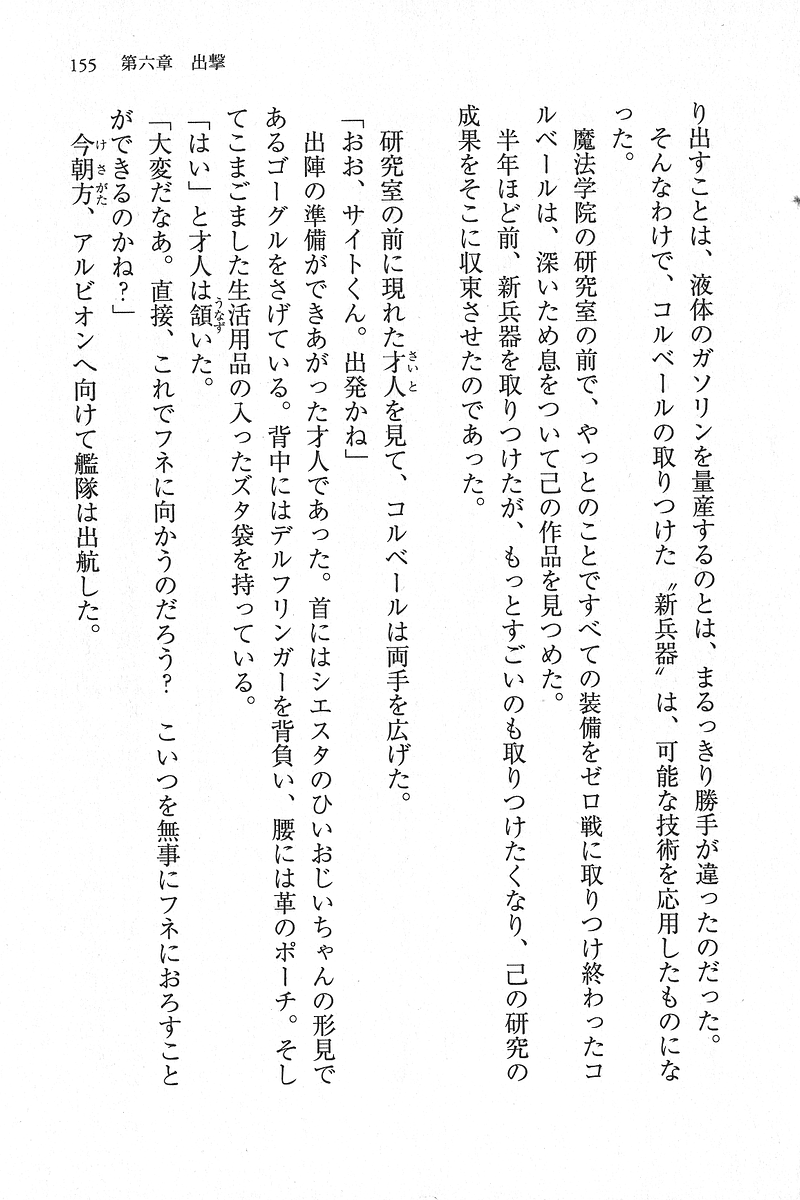 155　第六章　出撃
り出すことは、液体のガソリンを量産するのとは、まるっきり勝手が違ったのだった。
　そんなわけで、コルベールの取りつけた〝新兵器〟は、可能な技術を応用したものにな
った。
　魔法学院の研究室の前で、やっとのことですべての装備をゼロ戦に取りつけ終わったコ
ルベールは、深いため息をついて己の作品を見つめた。
　半年ほど前、新兵器を取りつけたが、もっとすごいのも取りつけたくなり、己の研究の
成果をそこに収束させたのであった。
　研究室の前に現れた才人を見て、コルベールは両手を広げた。
「おお、サイトくん。出発かね」
　出陣の準備ができあがった才人であった。首にはシエスタのひいおじいちゃんの形見で
あるゴーグルをさげている。背中にはデルフリンガーを背負い、腰には革のポーチ。そし
てこまごました生活用品の入ったズタ袋を持っている。
「はい」と才人は頷いた。
「大変だなあ。直接、これでフネに向かうのだろう？　こいつを無事にフネにおろすこと
ができるのかね？」
　今朝方、アルビオンへ向けて艦隊は出航した。